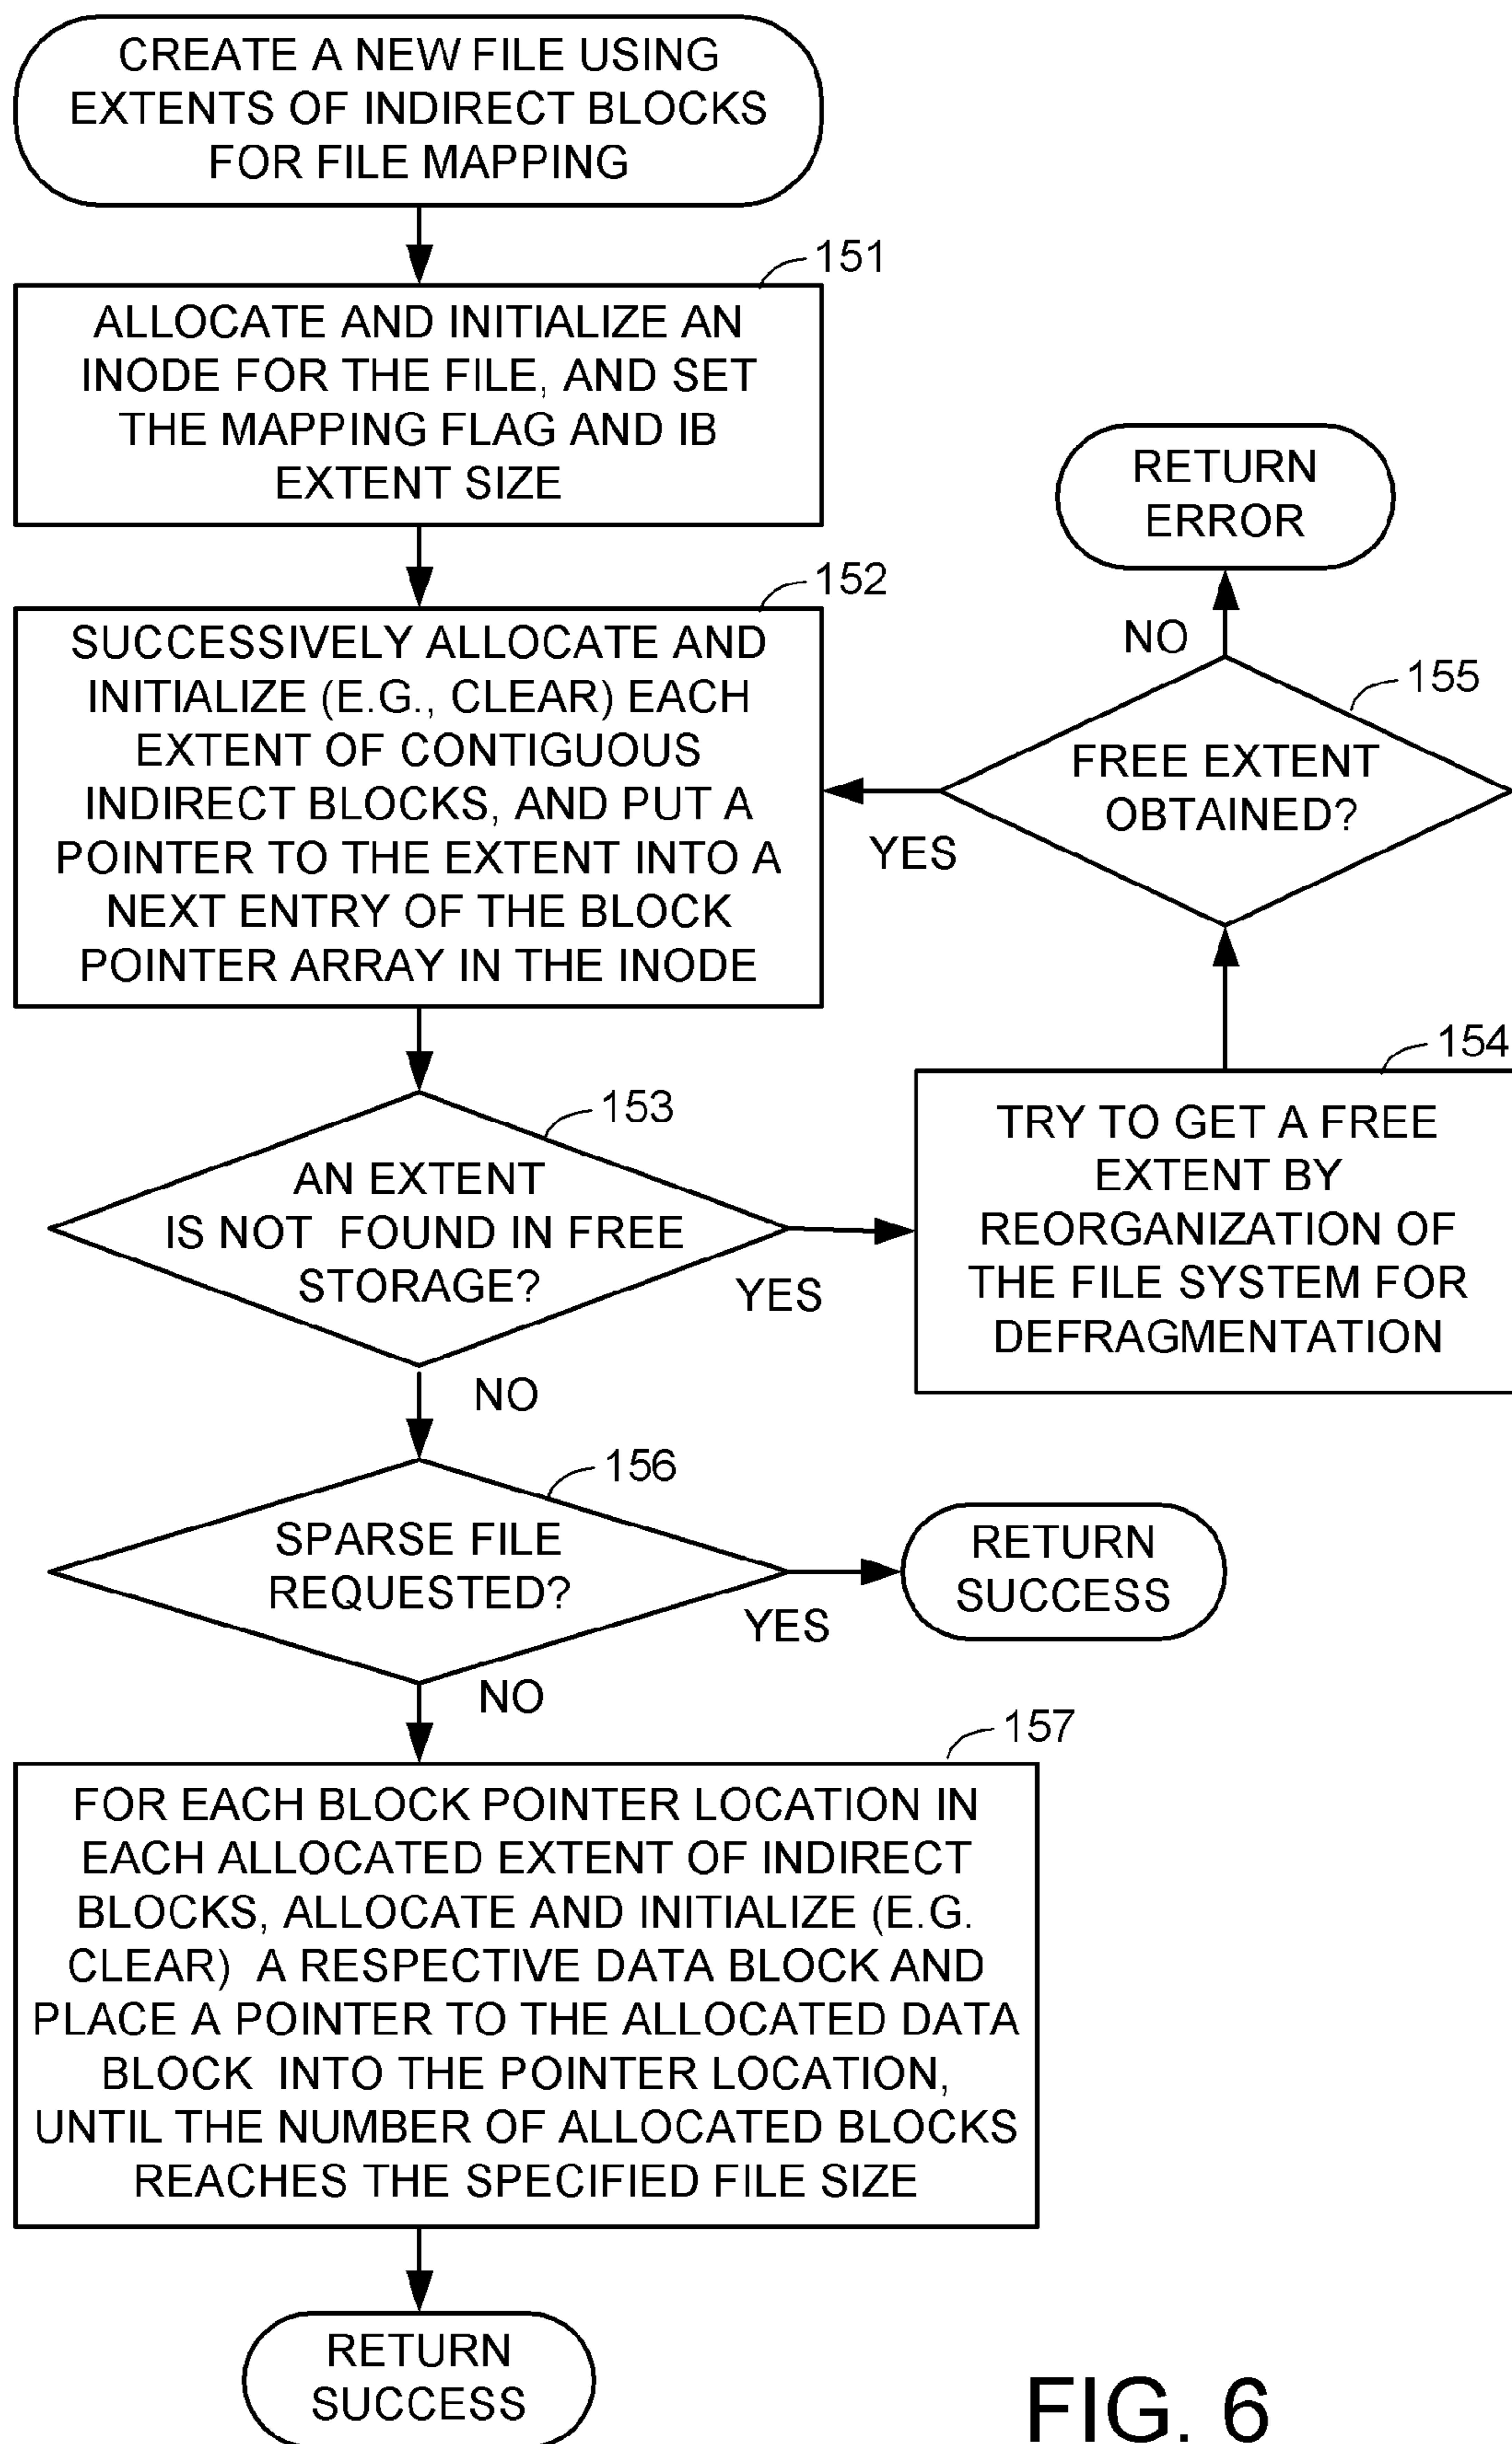 CREATE A NEW FILE USING
EXTENTS OF INDIRECT BLOCKS
FOR FILE MAPPING
151
ALLOCATE AND INITIALIZE AN
INODE FOR THE FILE, AND SET
THE MAPPING FLAG AND IB
EXTENT SIZE
152
SUCCESSIVELY ALLOCATE AND
INITIALIZE (E.G., CLEAR) EACH
EXTENT OF CONTIGUOUS
INDIRECT BLOCKS, AND PUT A
POINTER TO THE EXTENT INTO A
NEXT ENTRY OF THE BLOCK
POINTER ARRAY IN THE INODE
RETURN
ERROR
NO
155
FREE EXTENT
OBTAINED?
YES
153
AN EXTENT
IS NOT FOUND IN FREE
STORAGE?
YES
NO
154
TRY TO GET A FREE
EXTENT BY
REORGANIZATION OF
THE FILE SYSTEM FOR
DEFRAGMENTATION
156
SPARSE FILE
REQUESTED?
YES
RETURN
SUCCESS
NO
157
FOR EACH BLOCK POINTER LOCATION IN
EACH ALLOCATED EXTENT OF INDIRECT
BLOCKS, ALLOCATE AND INITIALIZE (E.G.
CLEAR) A RESPECTIVE DATA BLOCK AND
PLACE A POINTER TO THE ALLOCATED DATA
BLOCK INTO THE POINTER LOCATION,
UNTIL THE NUMBER OF ALLOCATED BLOCKS
REACHES THE SPECIFIED FILE SIZE
RETURN
SUCCESS
FIG. 6